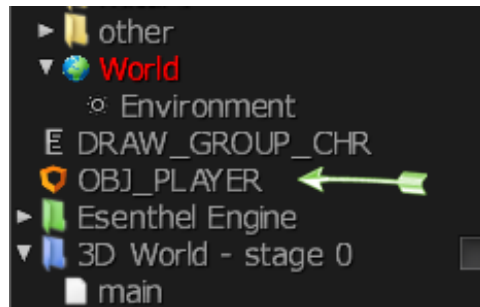 other
World
Environment
E DRAW_GROUP_CHR
OBJ_PLAYER
Esenthel Engine
3D World - stage 0
main